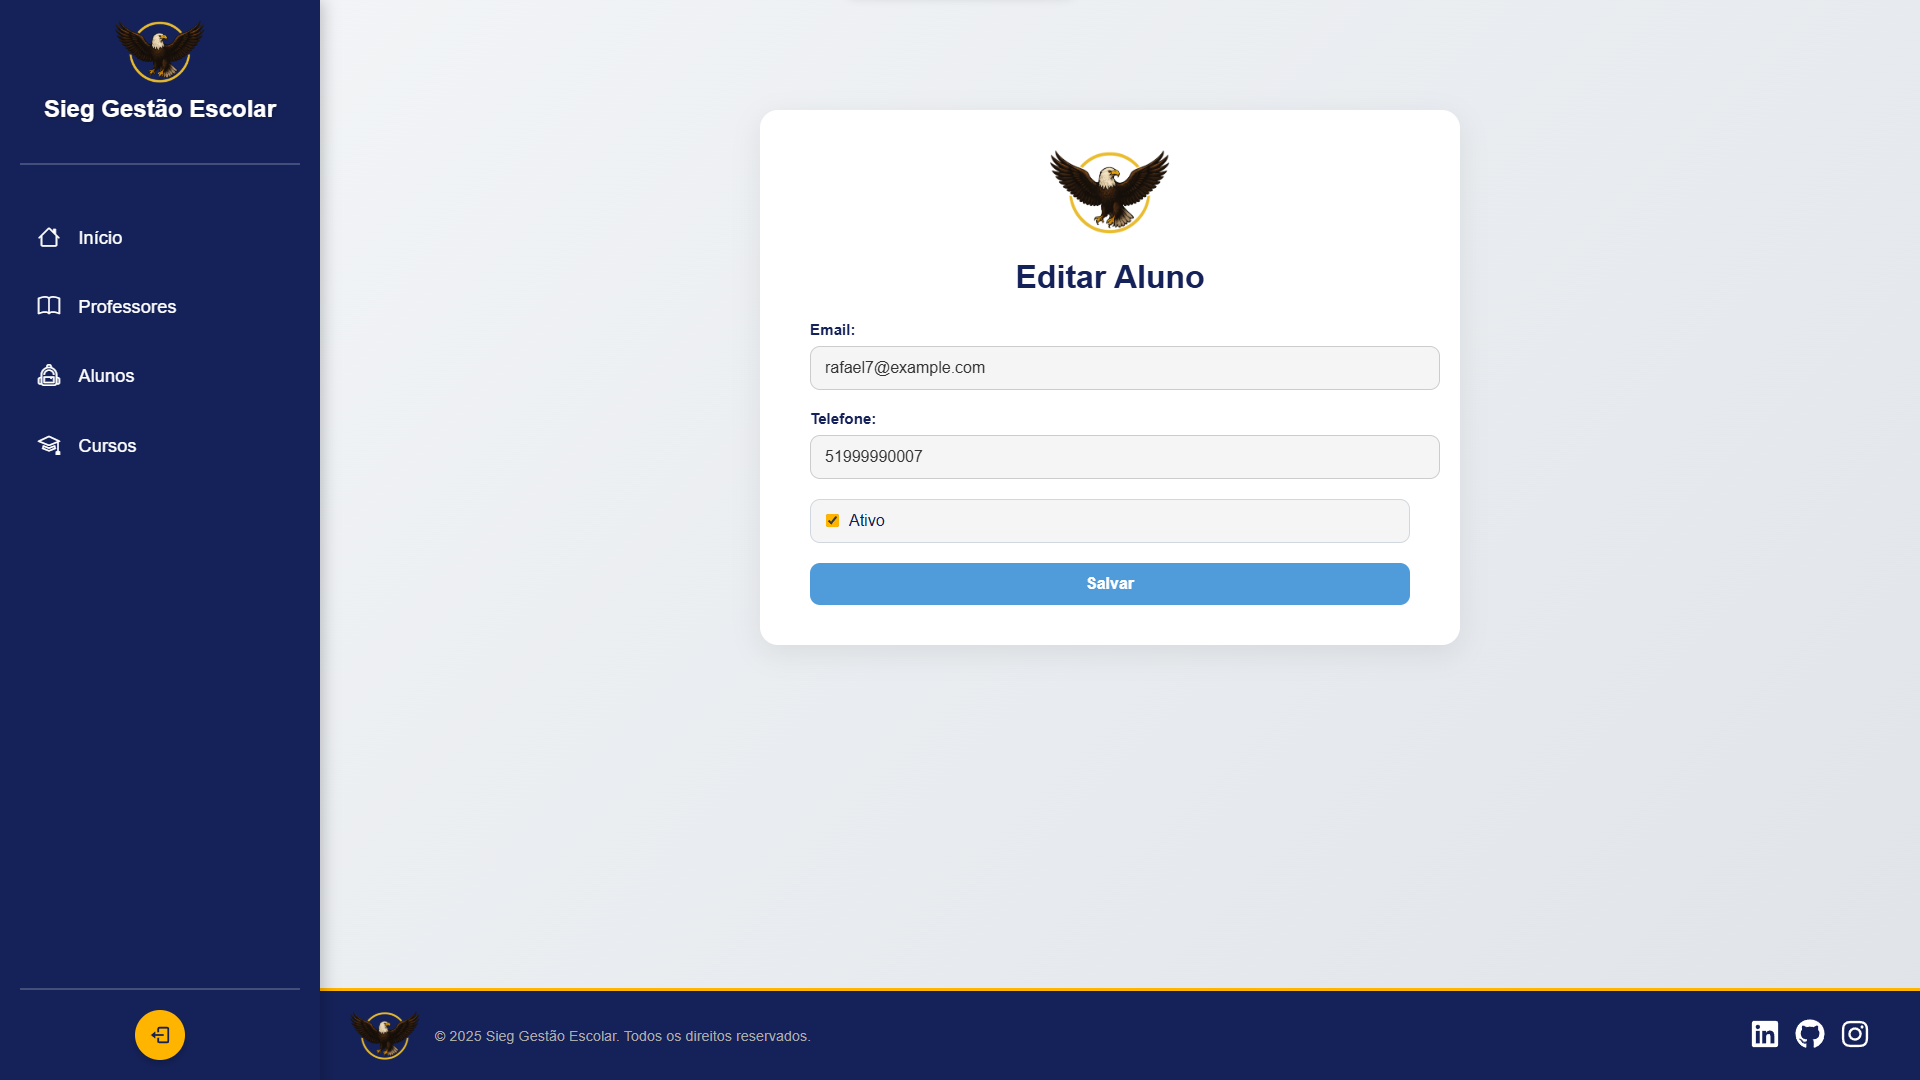 Sieg Gestão Escolar
Início
Professores
Alunos
Cursos
Editar Aluno
Email:
rafael7@example.com
Telefone:
51999990007
Ativo
Salvar
© 2025 Sieg Gestão Escolar. Todos os direitos reservados.